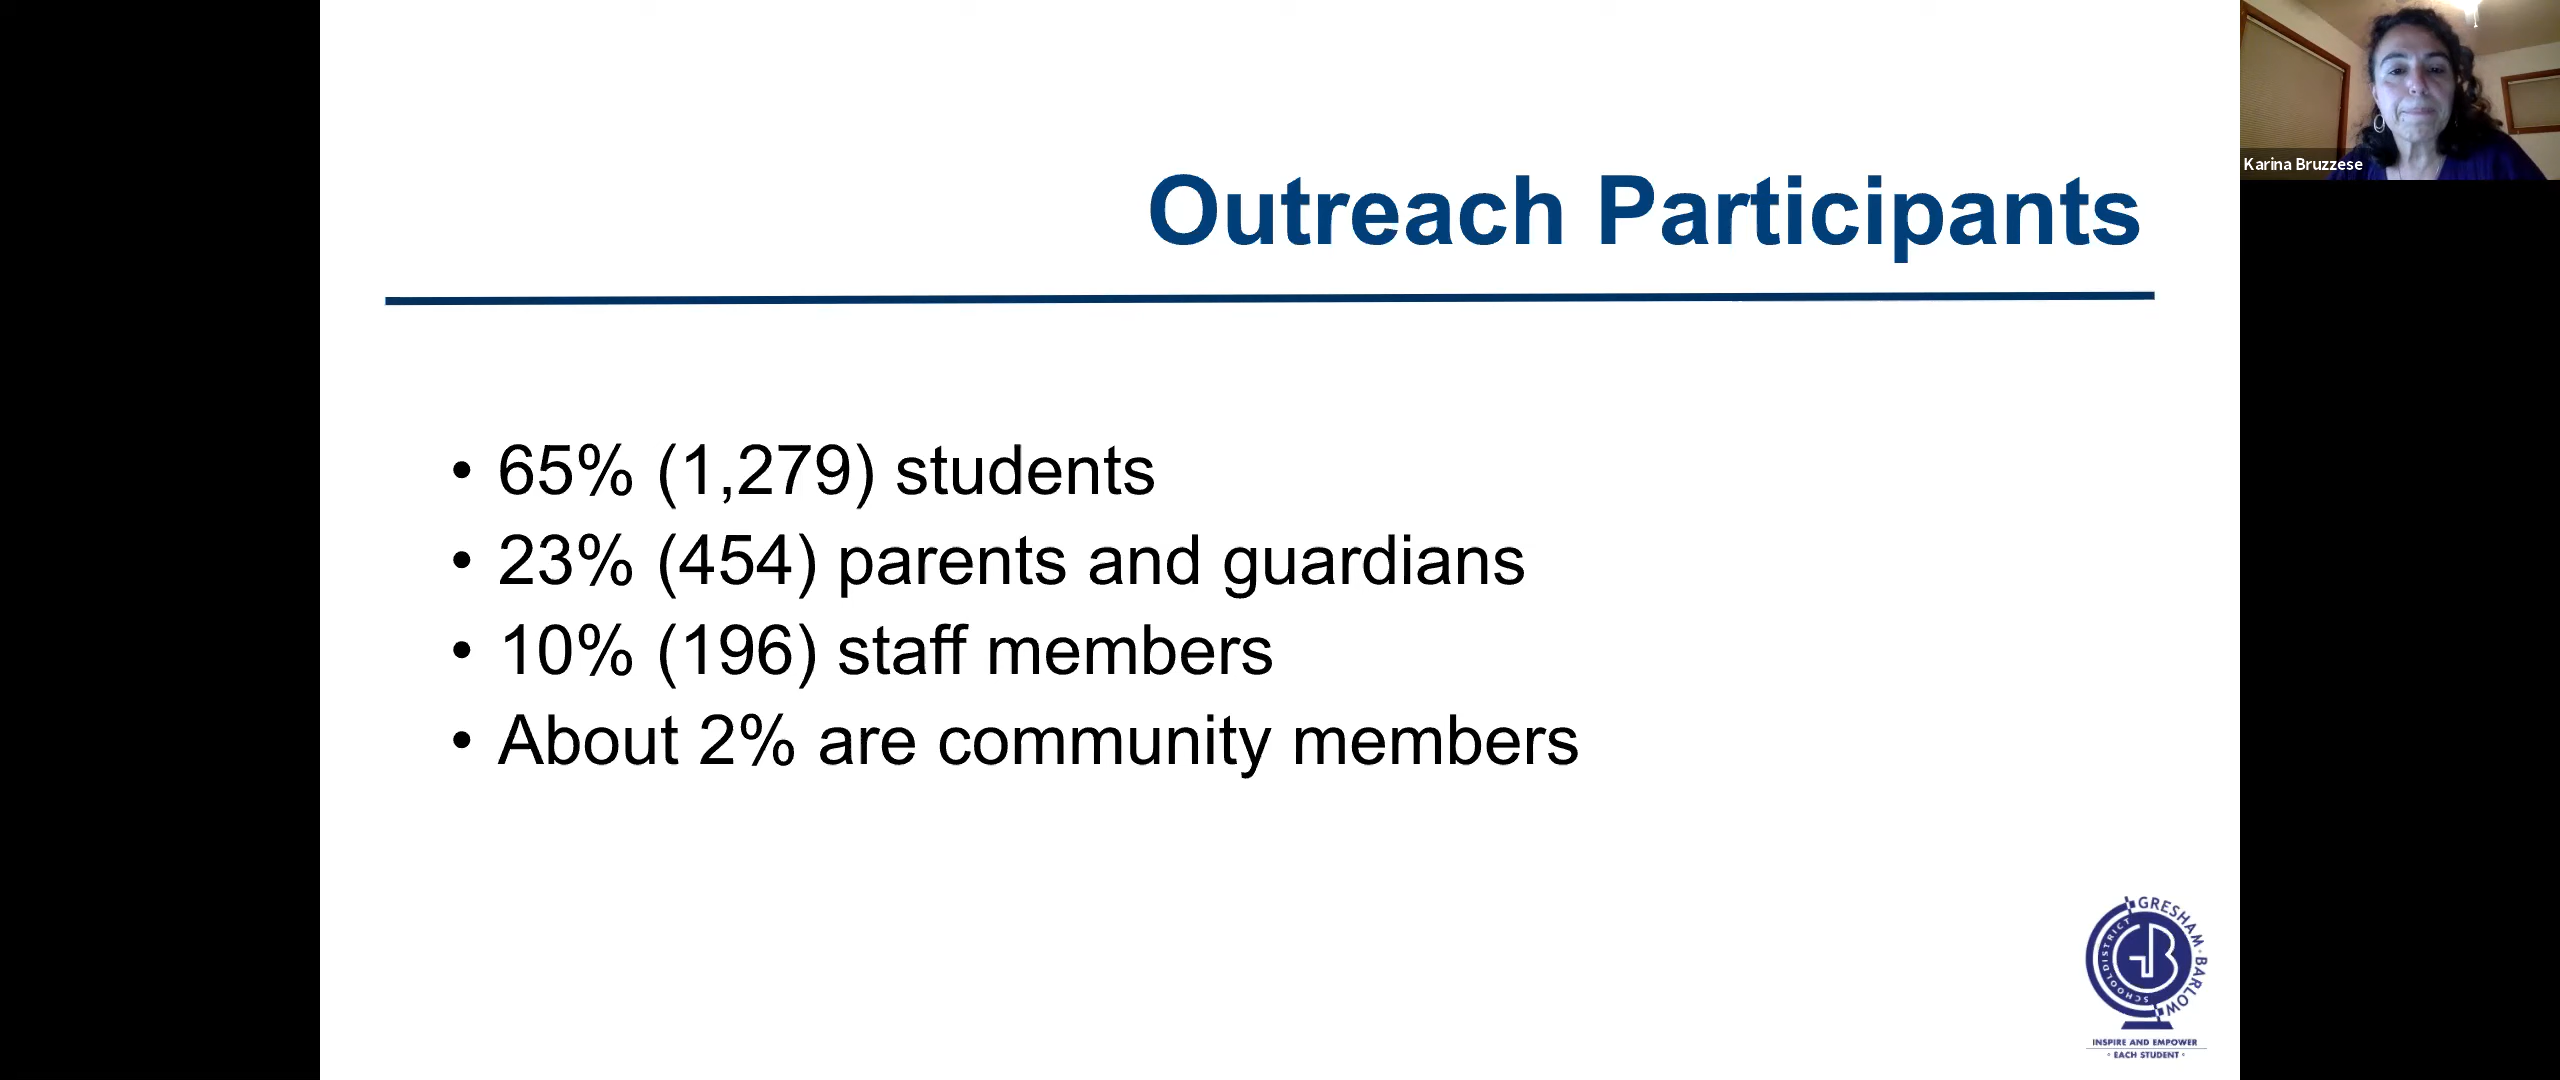 Outreach Participants
Karina Bruzzese
• 65% (1,279) students
• 23% (454) parents and guardians
• 10% (196) staff members
• About 2% are community members
GRESHAM · BARLOW
SCHOOL DISTRICT
GB
INSPIRE AND EMPOWER
• EACH STUDENT •